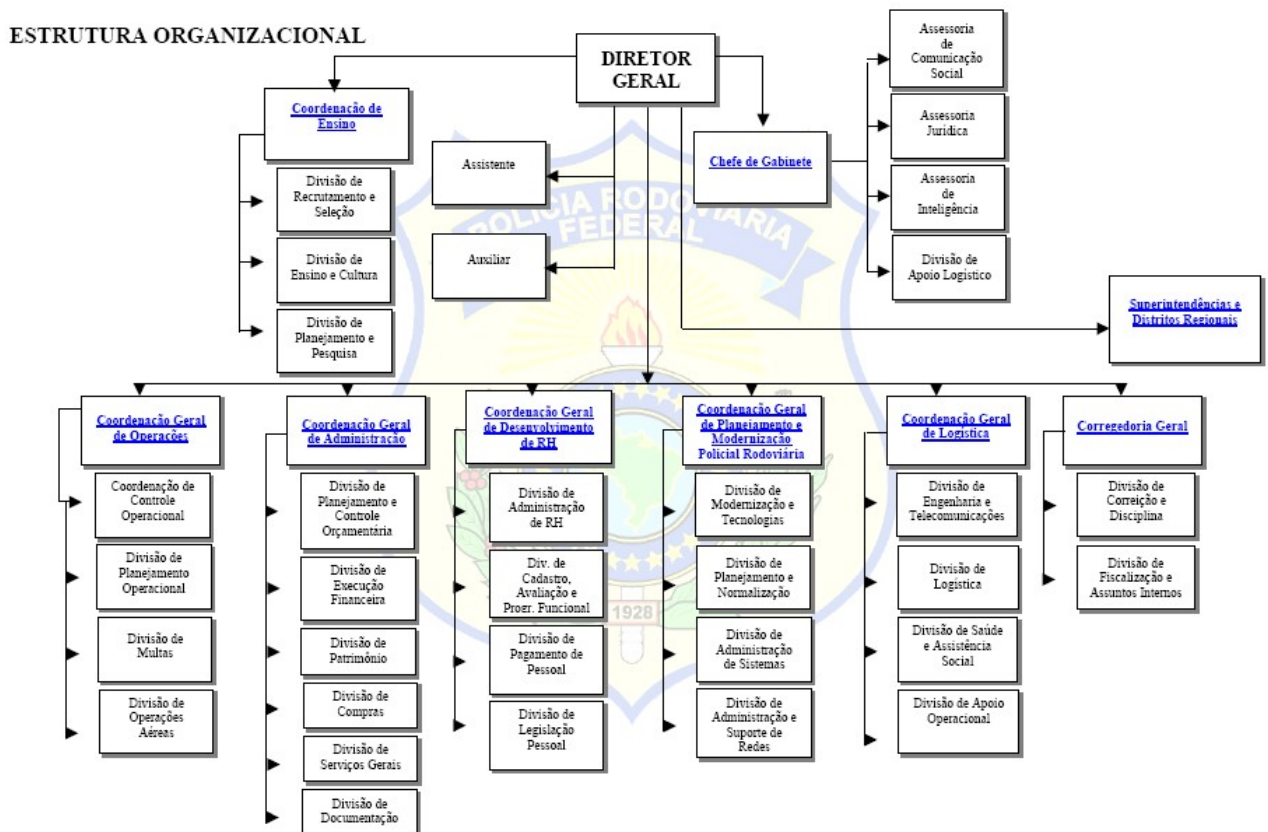 ESTRUTURA ORGANIZACIONAL
DIRETOR
GERAL
Coordenação de
Ensino
Divisão de
Recrutamento e
Seleção
Divisão de
Ensino e Cultura
Divisão de
Planejamento e
Pesquisa
Assistente
Auxiliar
Chefe de Gabinete
Assessoria
de
Comunicação
Social
Assessoria
Jurídica
Assessoria
de
Inteligência
Divisão de
Apoio Logístico
Superintendências e
Distritos Regionais
POLÍCIA RODOVIÁRIA
FEDERAL
1928
Coordenação Geral
de Operações
Coordenação de
Controle
Operacional
Divisão de
Planejamento
Operacional
Divisão de
Multas
Divisão de
Operações
Aéreas
Coordenação Geral
de Administração
Divisão de
Planejamento e
Controle
Orçamentária
Divisão de
Execução
Financeira
Divisão de
Patrimônio
Divisão de
Compras
Divisão de
Serviços Gerais
Divisão de
Documentação
Coordenação Geral
de Desenvolvimento
de RH
Divisão de
Administração
de RH
Div. de
Cadastro,
Avaliação e
Progr. Funcional
Divisão de
Pagamento de
Pessoal
Divisão de
Legislação
Pessoal
Coordenação Geral
de Planejamento e
Modernização
Policial Rodoviária
Divisão de
Modernização e
Tecnologias
Divisão de
Planejamento e
Normalização
Divisão de
Administração
de Sistemas
Divisão de
Administração e
Suporte de
Redes
Coordenação Geral
de Logística
Divisão de
Engenharia e
Telecomunicações
Divisão de
Logística
Divisão de Saúde
e Assistência
Social
Divisão de Apoio
Operacional
Corregedoria Geral
Divisão de
Correição e
Disciplina
Divisão de
Fiscalização e
Assuntos Internos